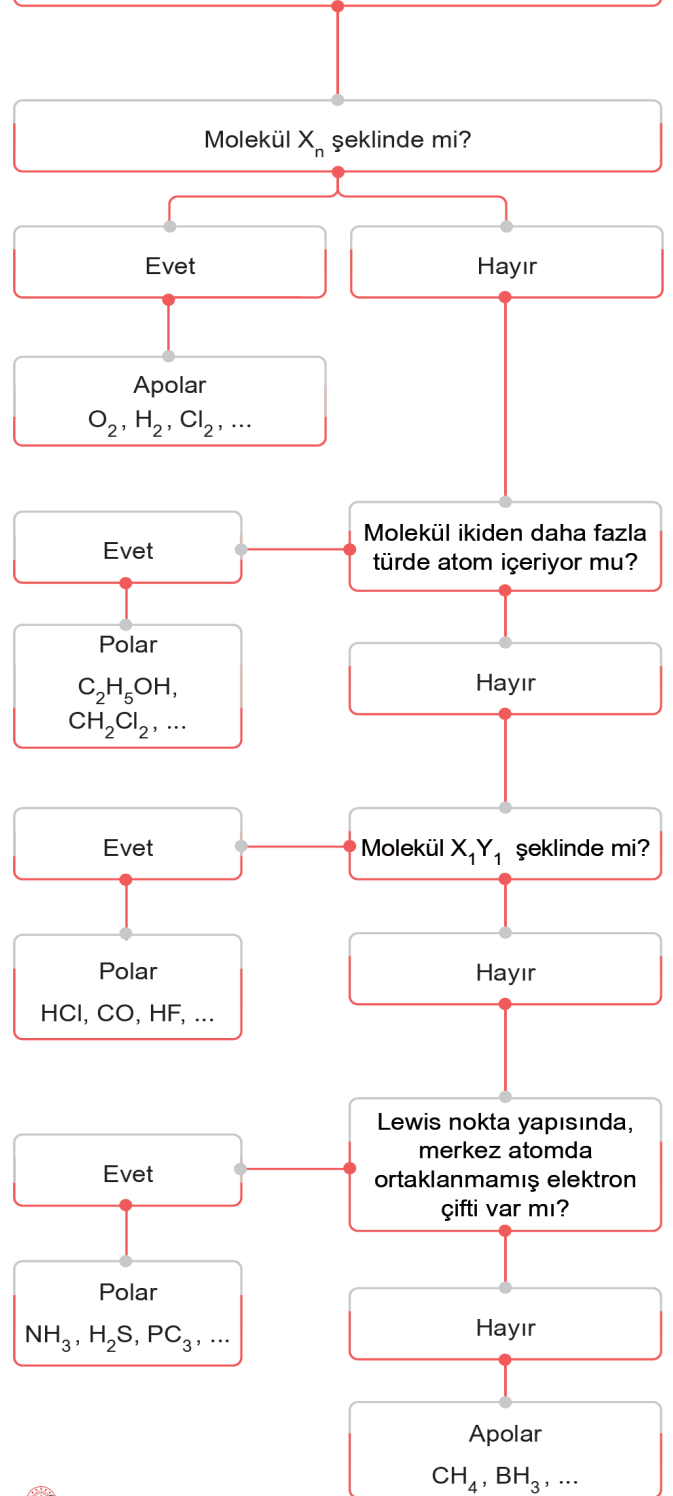 Molekül Xₙ şeklinde mi?
Evet
Hayır
Apolar
O₂, H₂, Cl₂, ...
Molekül ikiden daha fazla
türde atom içeriyor mu?
Evet
Polar
C₂H₅OH,
CH₂Cl₂, ...
Hayır
Molekül X₁Y₁ şeklinde mi?
Evet
Polar
HCl, CO, HF, ...
Hayır
Lewis nokta yapısında,
merkez atomda
ortaklanmamış elektron
çifti var mı?
Evet
Polar
NH₃, H₂S, PC₃, ...
Hayır
Apolar
CH₄, BH₃, ...